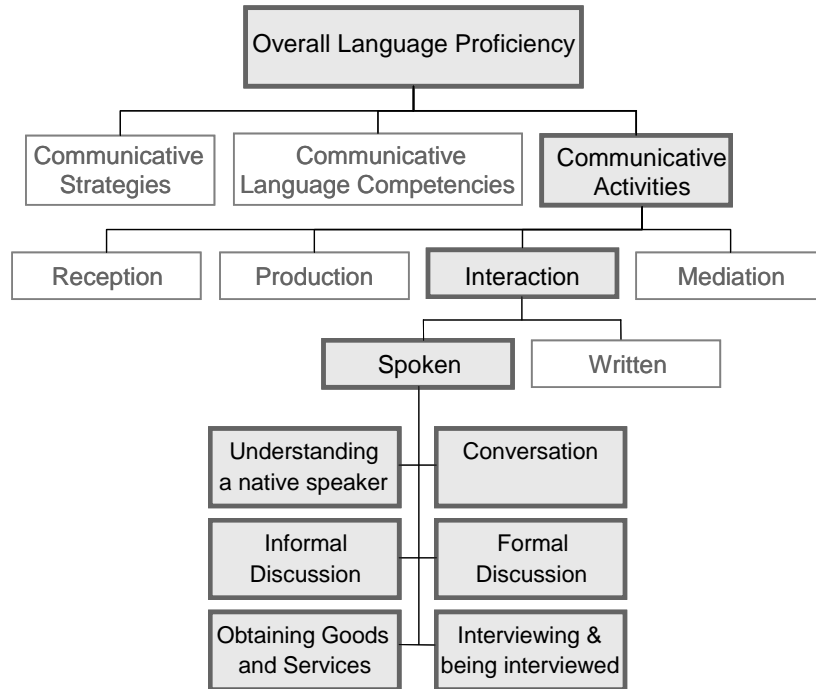 Overall Language Proficiency
Communicative
Strategies
Communicative
Language Competencies
Communicative
Activities
Reception
Production
Interaction
Mediation
Spoken
Written
Understanding
a native speaker
Conversation
Informal
Discussion
Formal
Discussion
Obtaining Goods
and Services
Interviewing &
being interviewed